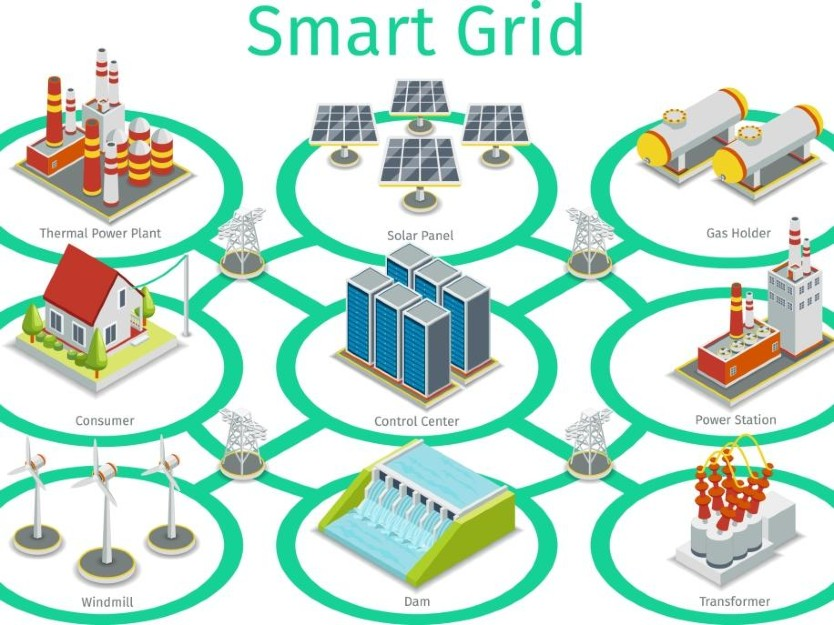 Smart Grid
Thermal Power Plant
Solar Panel
Gas Holder
Consumer
Control Center
Power Station
Windmill
Dam
Transformer